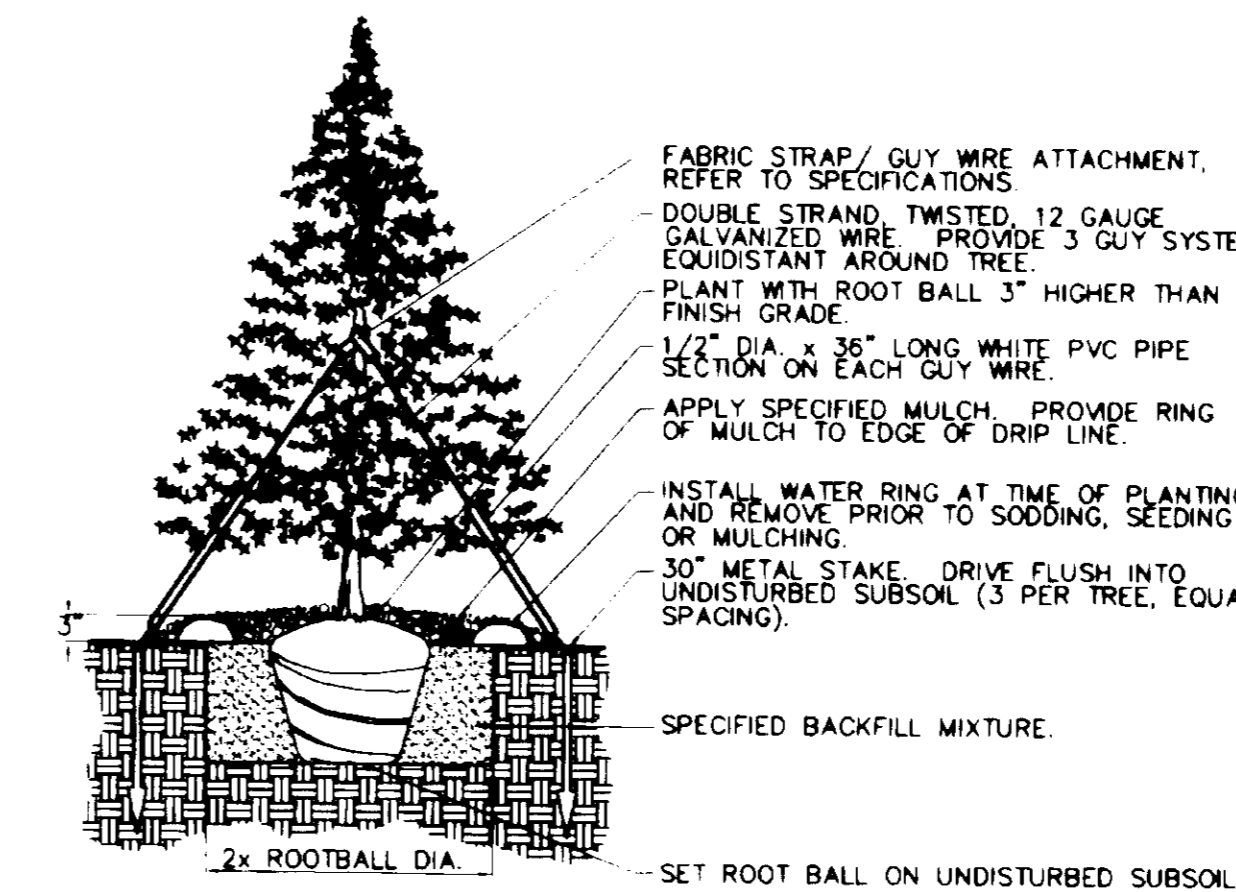 FABRIC STRAP/ GUY WIRE ATTACHMENT,
REFER TO SPECIFICATIONS.
DOUBLE STRAND, TWISTED, 12 GAUGE
GALVANIZED WIRE. PROVIDE 3 GUY SYSTE
EQUIDISTANT AROUND TREE.
PLANT WITH ROOT BALL 3" HIGHER THAN
FINISH GRADE.
1/2" DIA. x 36" LONG WHITE PVC PIPE
SECTION ON EACH GUY WIRE.
APPLY SPECIFIED MULCH. PROVIDE RING
OF MULCH TO EDGE OF DRIP LINE.
INSTALL WATER RING AT TIME OF PLANTING
AND REMOVE PRIOR TO SODDING, SEEDING
OR MULCHING.
30" METAL STAKE. DRIVE FLUSH INTO
UNDISTURBED SUBSOIL (3 PER TREE, EQUA
SPACING).
3"
SPECIFIED BACKFILL MIXTURE.
2x ROOTBALL DIA.
SET ROOT BALL ON UNDISTURBED SUBSOIL